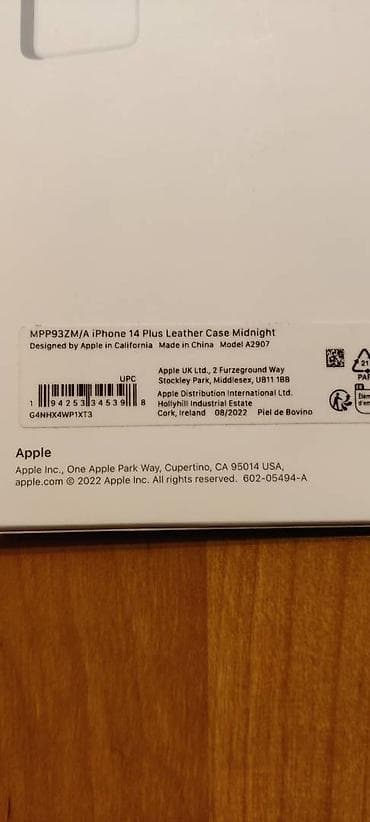 MPP93ZM/A iPhone 14 Plus Leather Case Midnight
Designed by Apple in California Made in China Model A2907
UPC
1 94253 34539 8
G4NHX4WP1XT3
Apple UK Ltd., 2 Furzeground Way
Stockley Park, Middlesex, UB11 1BB
Apple Distribution International Ltd.
Hollyhill Industrial Estate
Cork, Ireland 08/2022 Piel de Bovino
21
PAP
Apple
Apple Inc., One Apple Park Way, Cupertino, CA 95014 USA,
apple.com © 2022 Apple Inc. All rights reserved. 602-05494-A